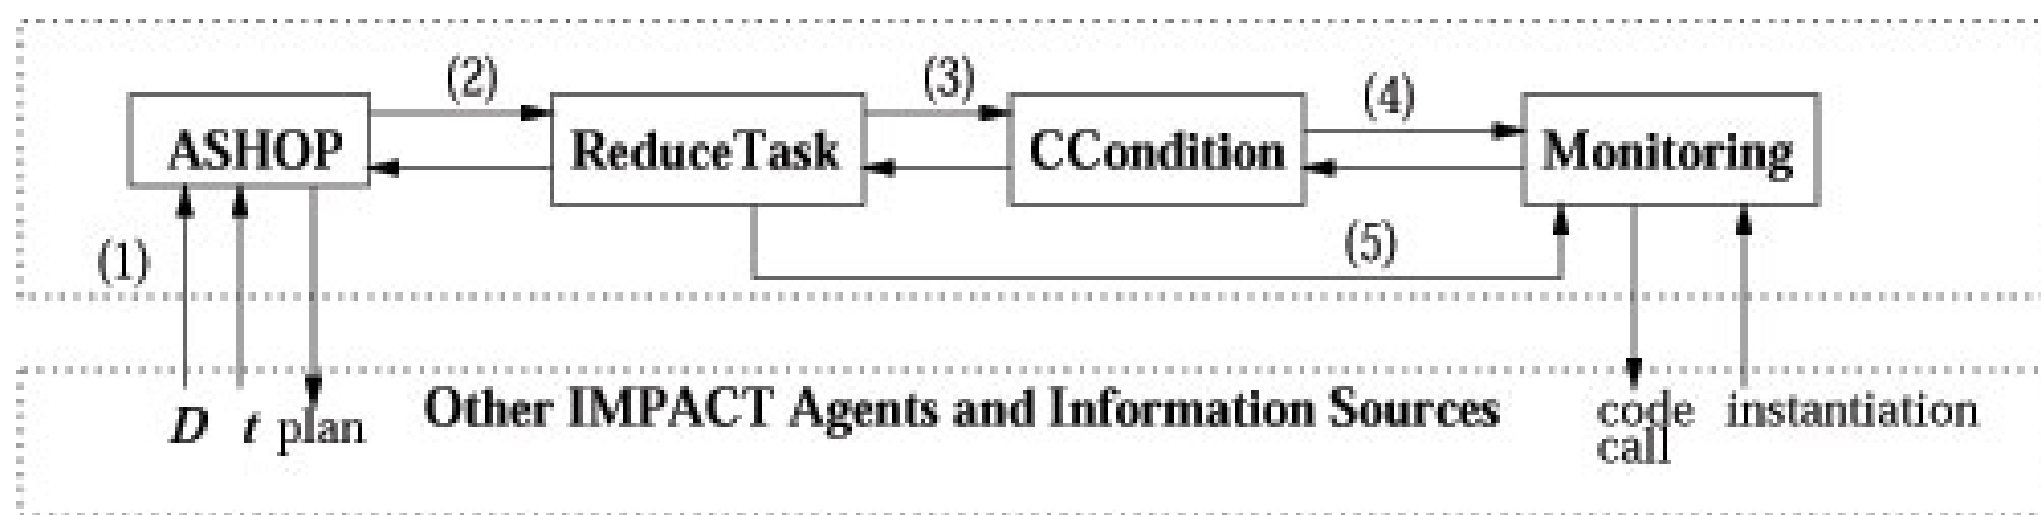 (2)
(3)
(4)
ASHOP
ReduceTask
CCondition
Monitoring
(1)
(5)
D t plan
Other IMPACT Agents and Information Sources
code
call
instantiation